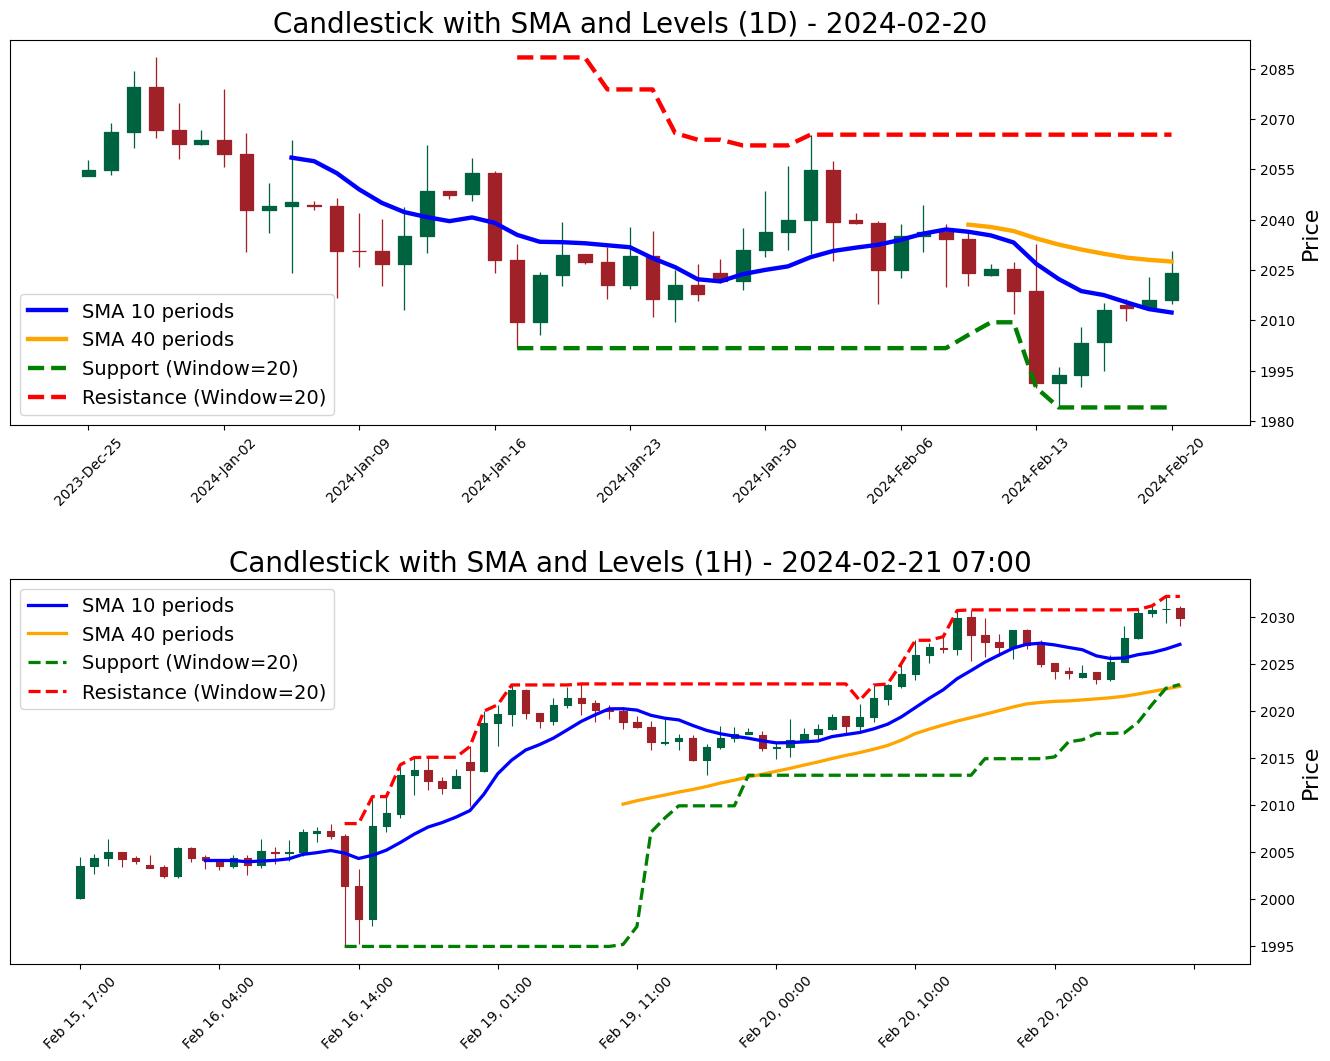 Candlestick with SMA and Levels (1D) - 2024-02-20
2085
2070
2055
2040
2025
2010
1995
1980
Price
SMA 10 periods
SMA 40 periods
Support (Window=20)
Resistance (Window=20)
2023-Dec-25
2024-Jan-02
2024-Jan-09
2024-Jan-16
2024-Jan-23
2024-Jan-30
2024-Feb-06
2024-Feb-13
2024-Feb-20
Candlestick with SMA and Levels (1H) - 2024-02-21 07:00
SMA 10 periods
SMA 40 periods
Support (Window=20)
Resistance (Window=20)
2030
2025
2020
2015
2010
2005
2000
1995
Price
Feb 15, 17:00
Feb 16, 04:00
Feb 16, 14:00
Feb 19, 01:00
Feb 19, 11:00
Feb 20, 00:00
Feb 20, 10:00
Feb 20, 20:00